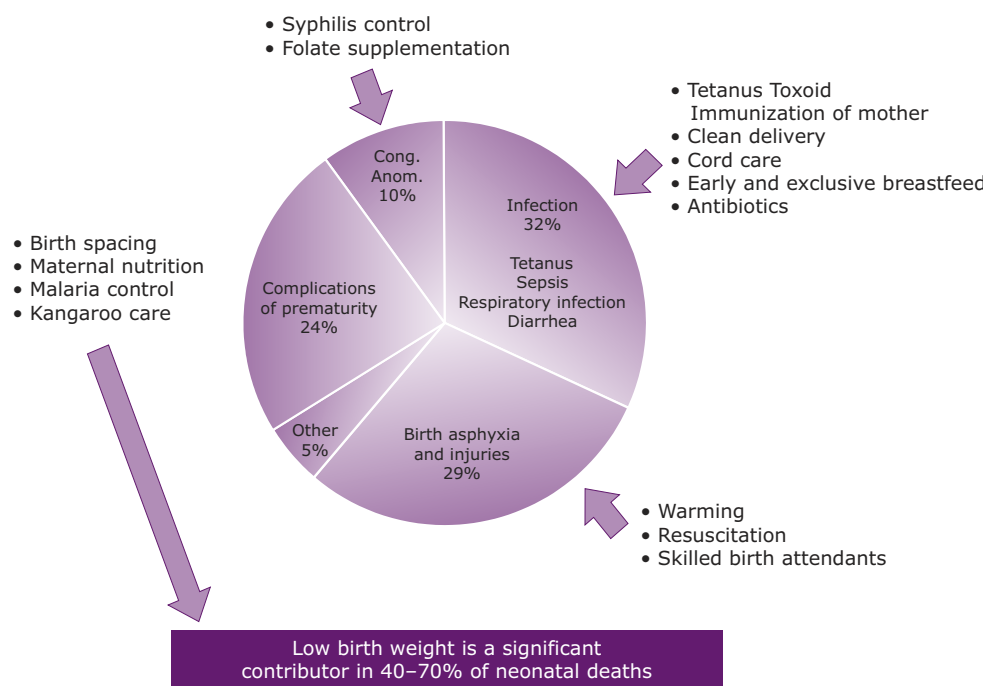 • Syphilis control
• Folate supplementation
• Tetanus Toxoid
Immunization of mother
• Clean delivery
• Cord care
• Early and exclusive breastfeed
• Antibiotics
Cong.
Anom.
10%
Infection
32%
Tetanus
Sepsis
Respiratory infection
Diarrhea
• Birth spacing
• Maternal nutrition
• Malaria control
• Kangaroo care
Complications
of prematurity
24%
Other
5%
Birth asphyxia
and injuries
29%
• Warming
• Resuscitation
• Skilled birth attendants
Low birth weight is a significant
contributor in 40–70% of neonatal deaths